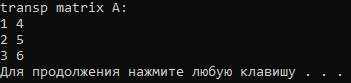 transp matrix A:
1 4
2 5
3 6
Для продолжения нажмите любую клавишу . . .